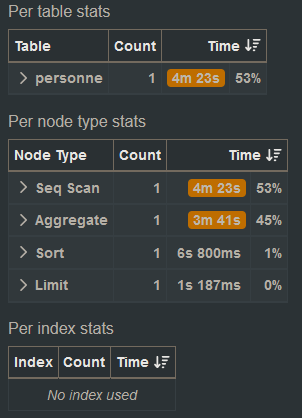 Per table stats
Table Count Time
personne 1 4m 23s 53%
Per node type stats
Node Type Count Time
Seq Scan 1 4m 23s 53%
Aggregate 1 3m 41s 45%
Sort 1 6s 800ms 1%
Limit 1 1s 187ms 0%
Per index stats
Index Count Time
No index used